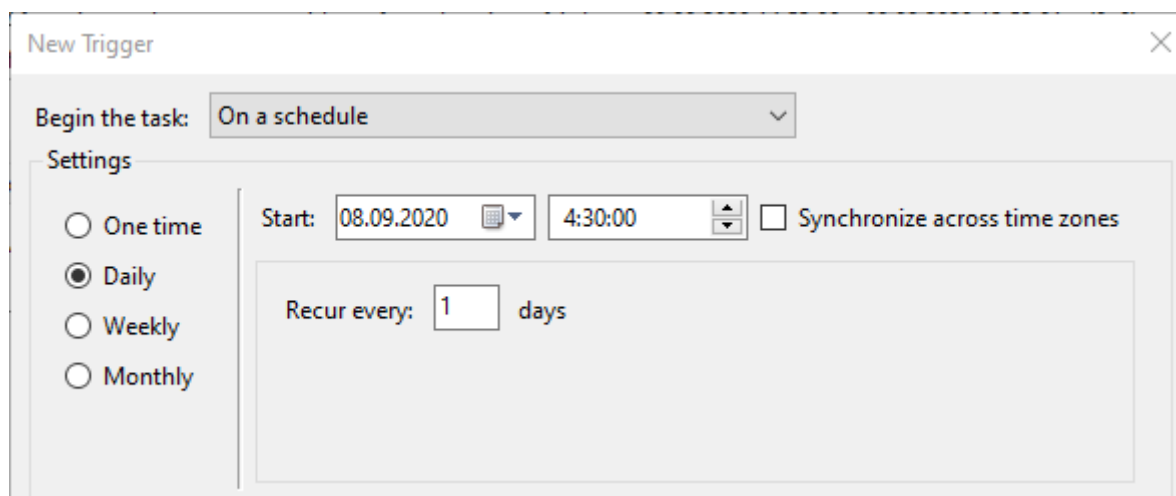 New Trigger
Begin the task: On a schedule
Settings
One time
Start: 08.09.2020 4:30:00 Synchronize across time zones
Daily
Recur every: 1 days
Weekly
Monthly